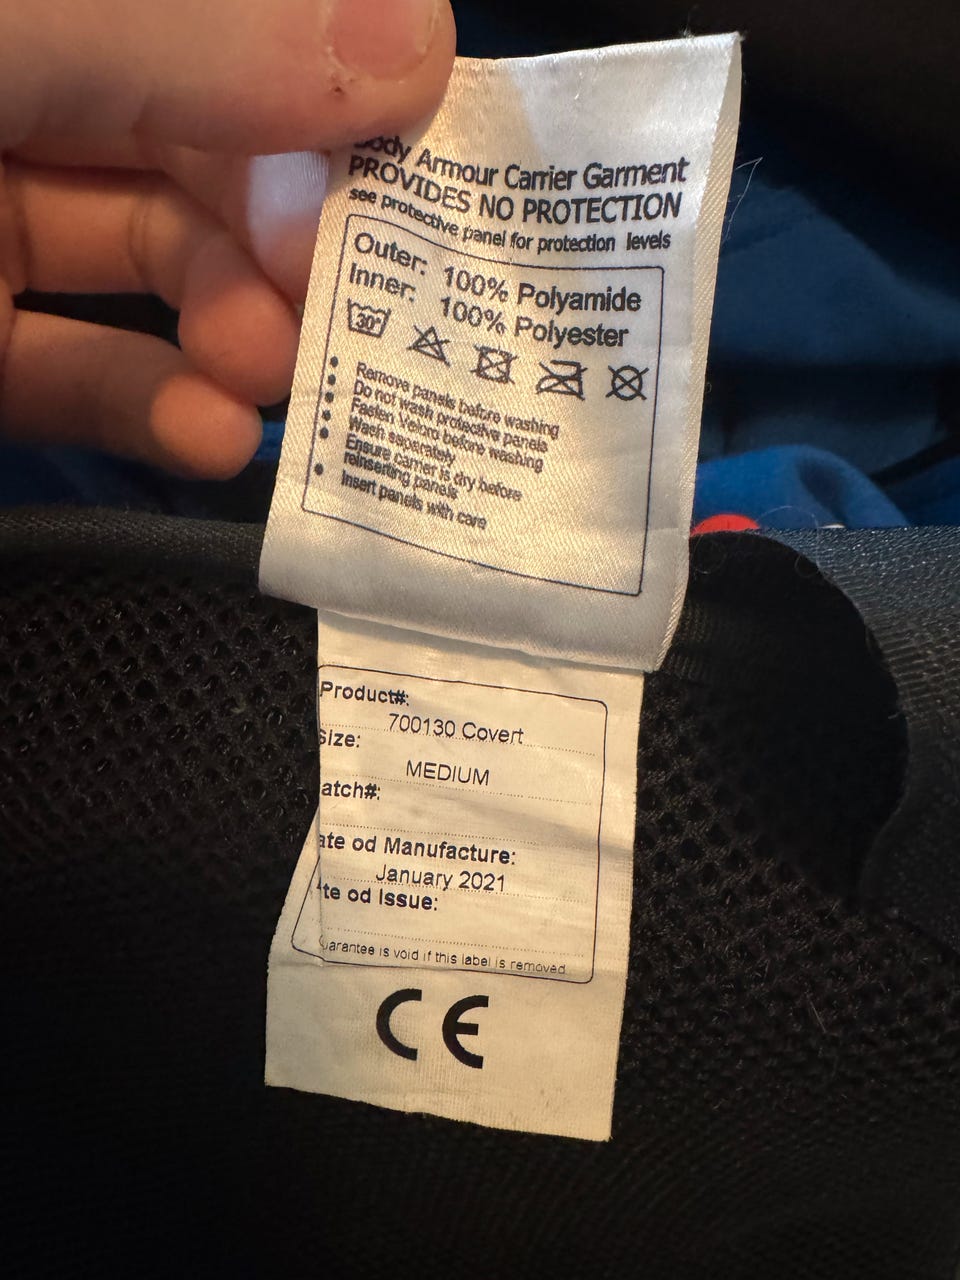 Body Armour Carrier Garment
PROVIDES NO PROTECTION
see protective panel for protection levels
Outer: 100% Polyamide
Inner: 100% Polyester
30°
• Remove panels before washing
• Do not wash protective panels
• Fasten Velcro before washing
• Wash separately
• Ensure carrier is dry before
reinserting panels
• Insert panels with care
Product#:
700130 Covert
Size:
MEDIUM
atch#:
ate od Manufacture:
January 2021
te od Issue:
uarantee is void if this label is removed
CE